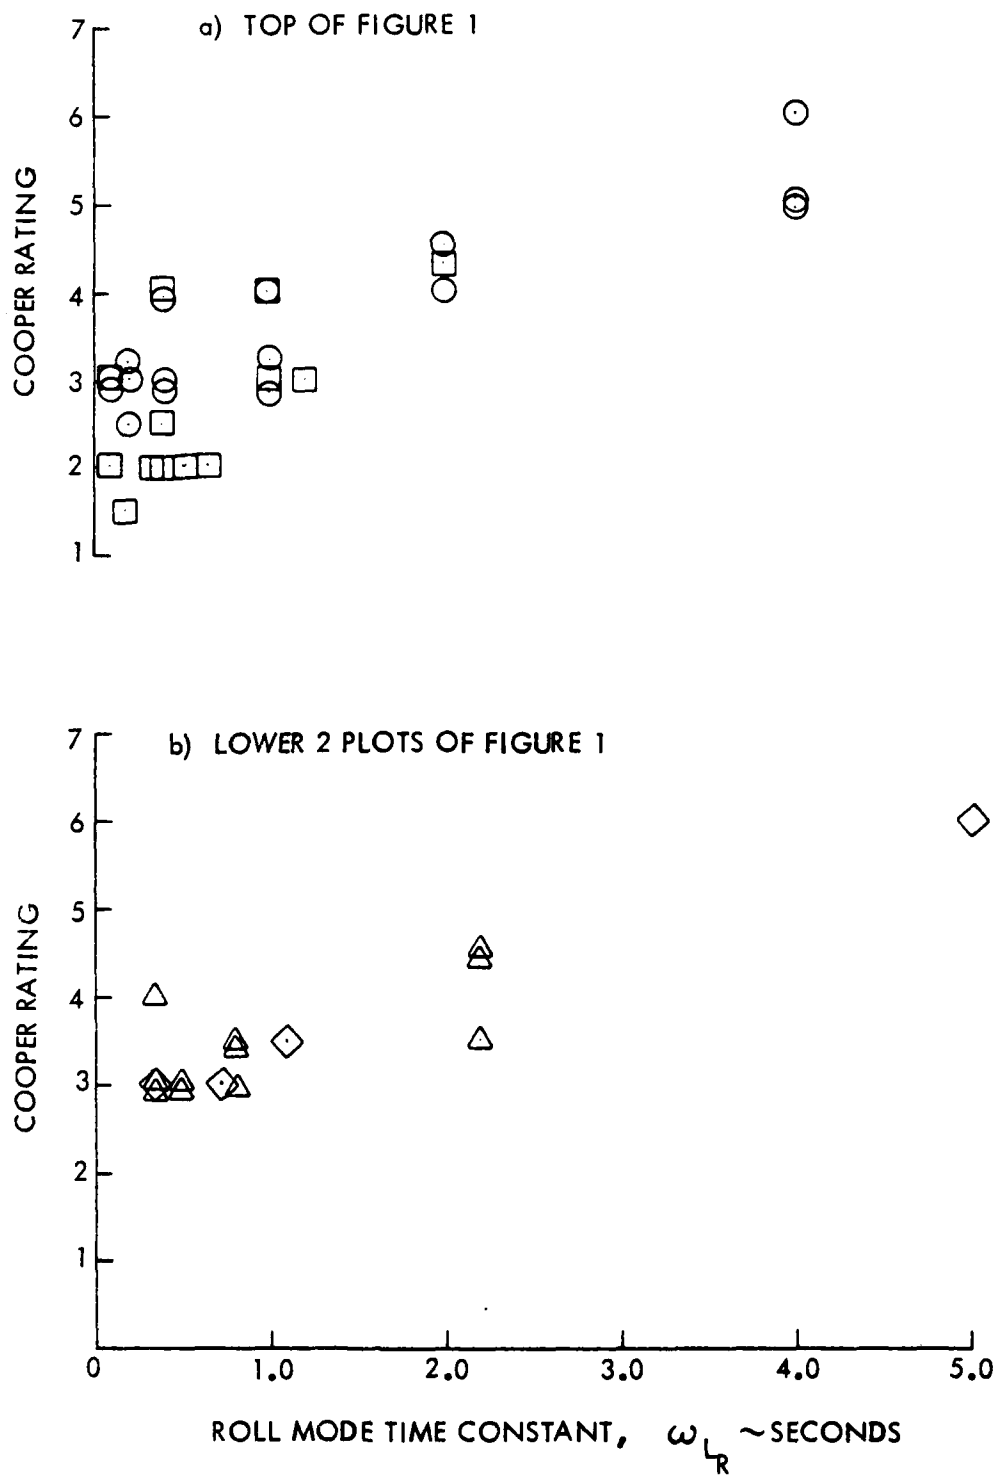 a) TOP OF FIGURE 1
7
6
5
4
3
2
1
COOPER RATING
b) LOWER 2 PLOTS OF FIGURE 1
7
6
5
4
3
2
1
COOPER RATING
0 1.0 2.0 3.0 4.0 5.0
ROLL MODE TIME CONSTANT, ω LR ~SECONDS